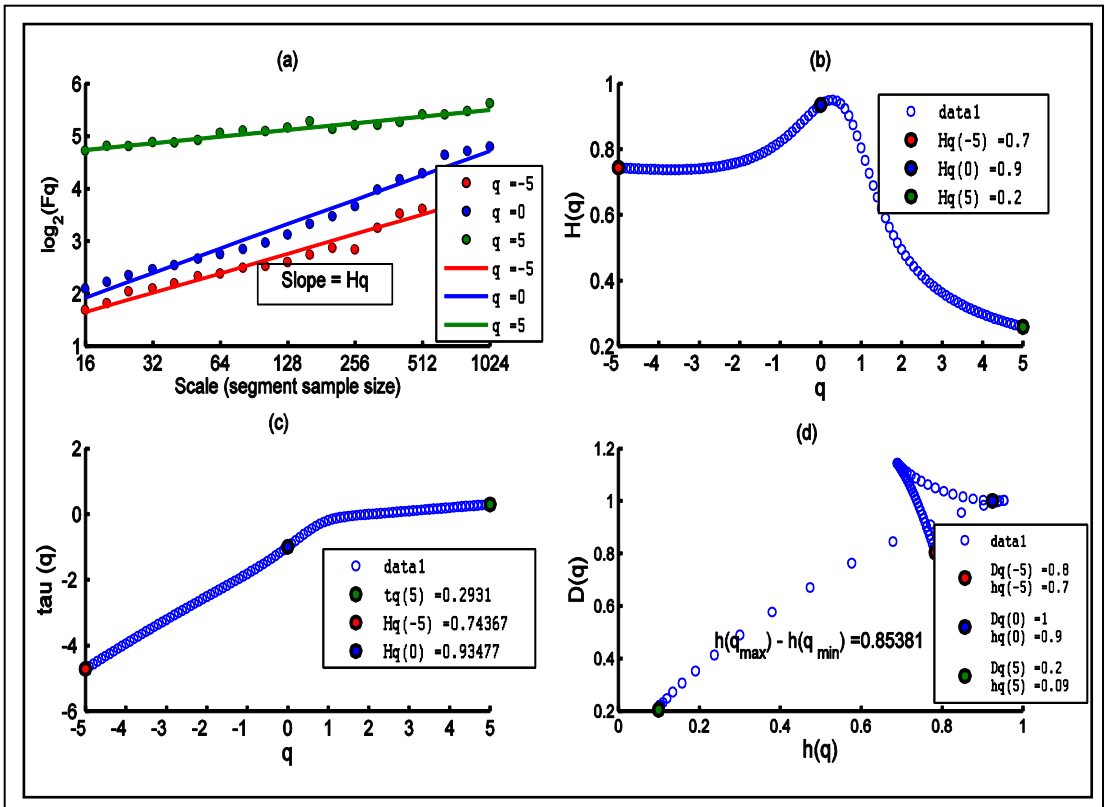 (a)
6
5
4
3
2
1
log2(Fq)
16 32 64 128 256 512 1024
Scale (segment sample size)
Slope = Hq
q =-5
q =0
q =5
q =-5
q =0
q =5
(b)
1
0.8
0.6
0.4
0.2
H(q)
-5 -4 -3 -2 -1 0 1 2 3 4 5
q
data1
Hq(-5) =0.7
Hq(0) =0.9
Hq(5) =0.2
(c)
2
0
-2
-4
-6
tau (q)
-5 -4 -3 -2 -1 0 1 2 3 4 5
q
data1
tq(5) =0.2931
Hq(-5) =0.74367
Hq(0) =0.93477
(d)
1.2
1
0.8
0.6
0.4
0.2
D(q)
0 0.2 0.4 0.6 0.8 1
h(q)
h(qmax) - h(qmin) =0.85381
data1
Dq(-5) =0.8
hq(-5) =0.7
Dq(0) =1
hq(0) =0.9
Dq(5) =0.2
hq(5) =0.09